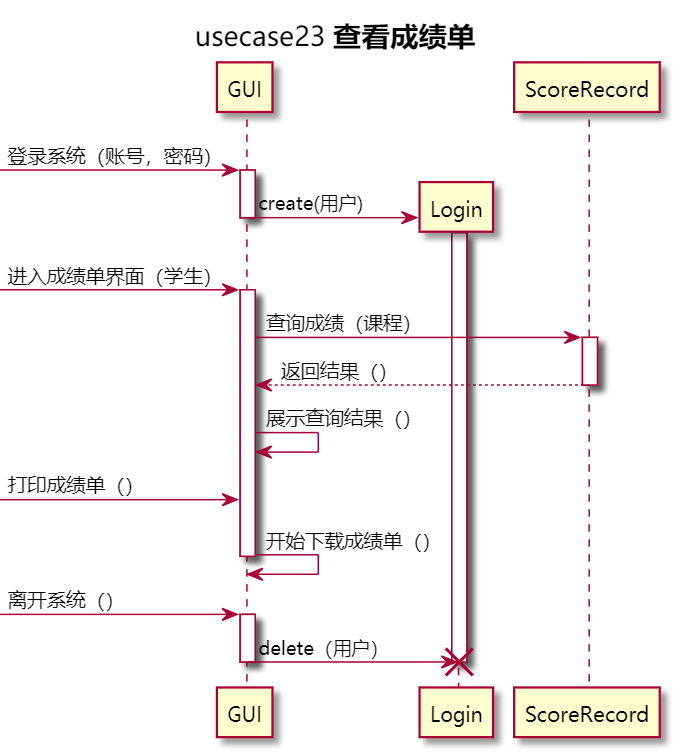 usecase23 查看成绩单
GUI
ScoreRecord
登录系统（账号，密码）
create(用户)
Login
进入成绩单界面（学生）
查询成绩（课程）
返回结果（）
展示查询结果（）
打印成绩单（）
开始下载成绩单（）
离开系统（）
delete（用户）
GUI
Login
ScoreRecord